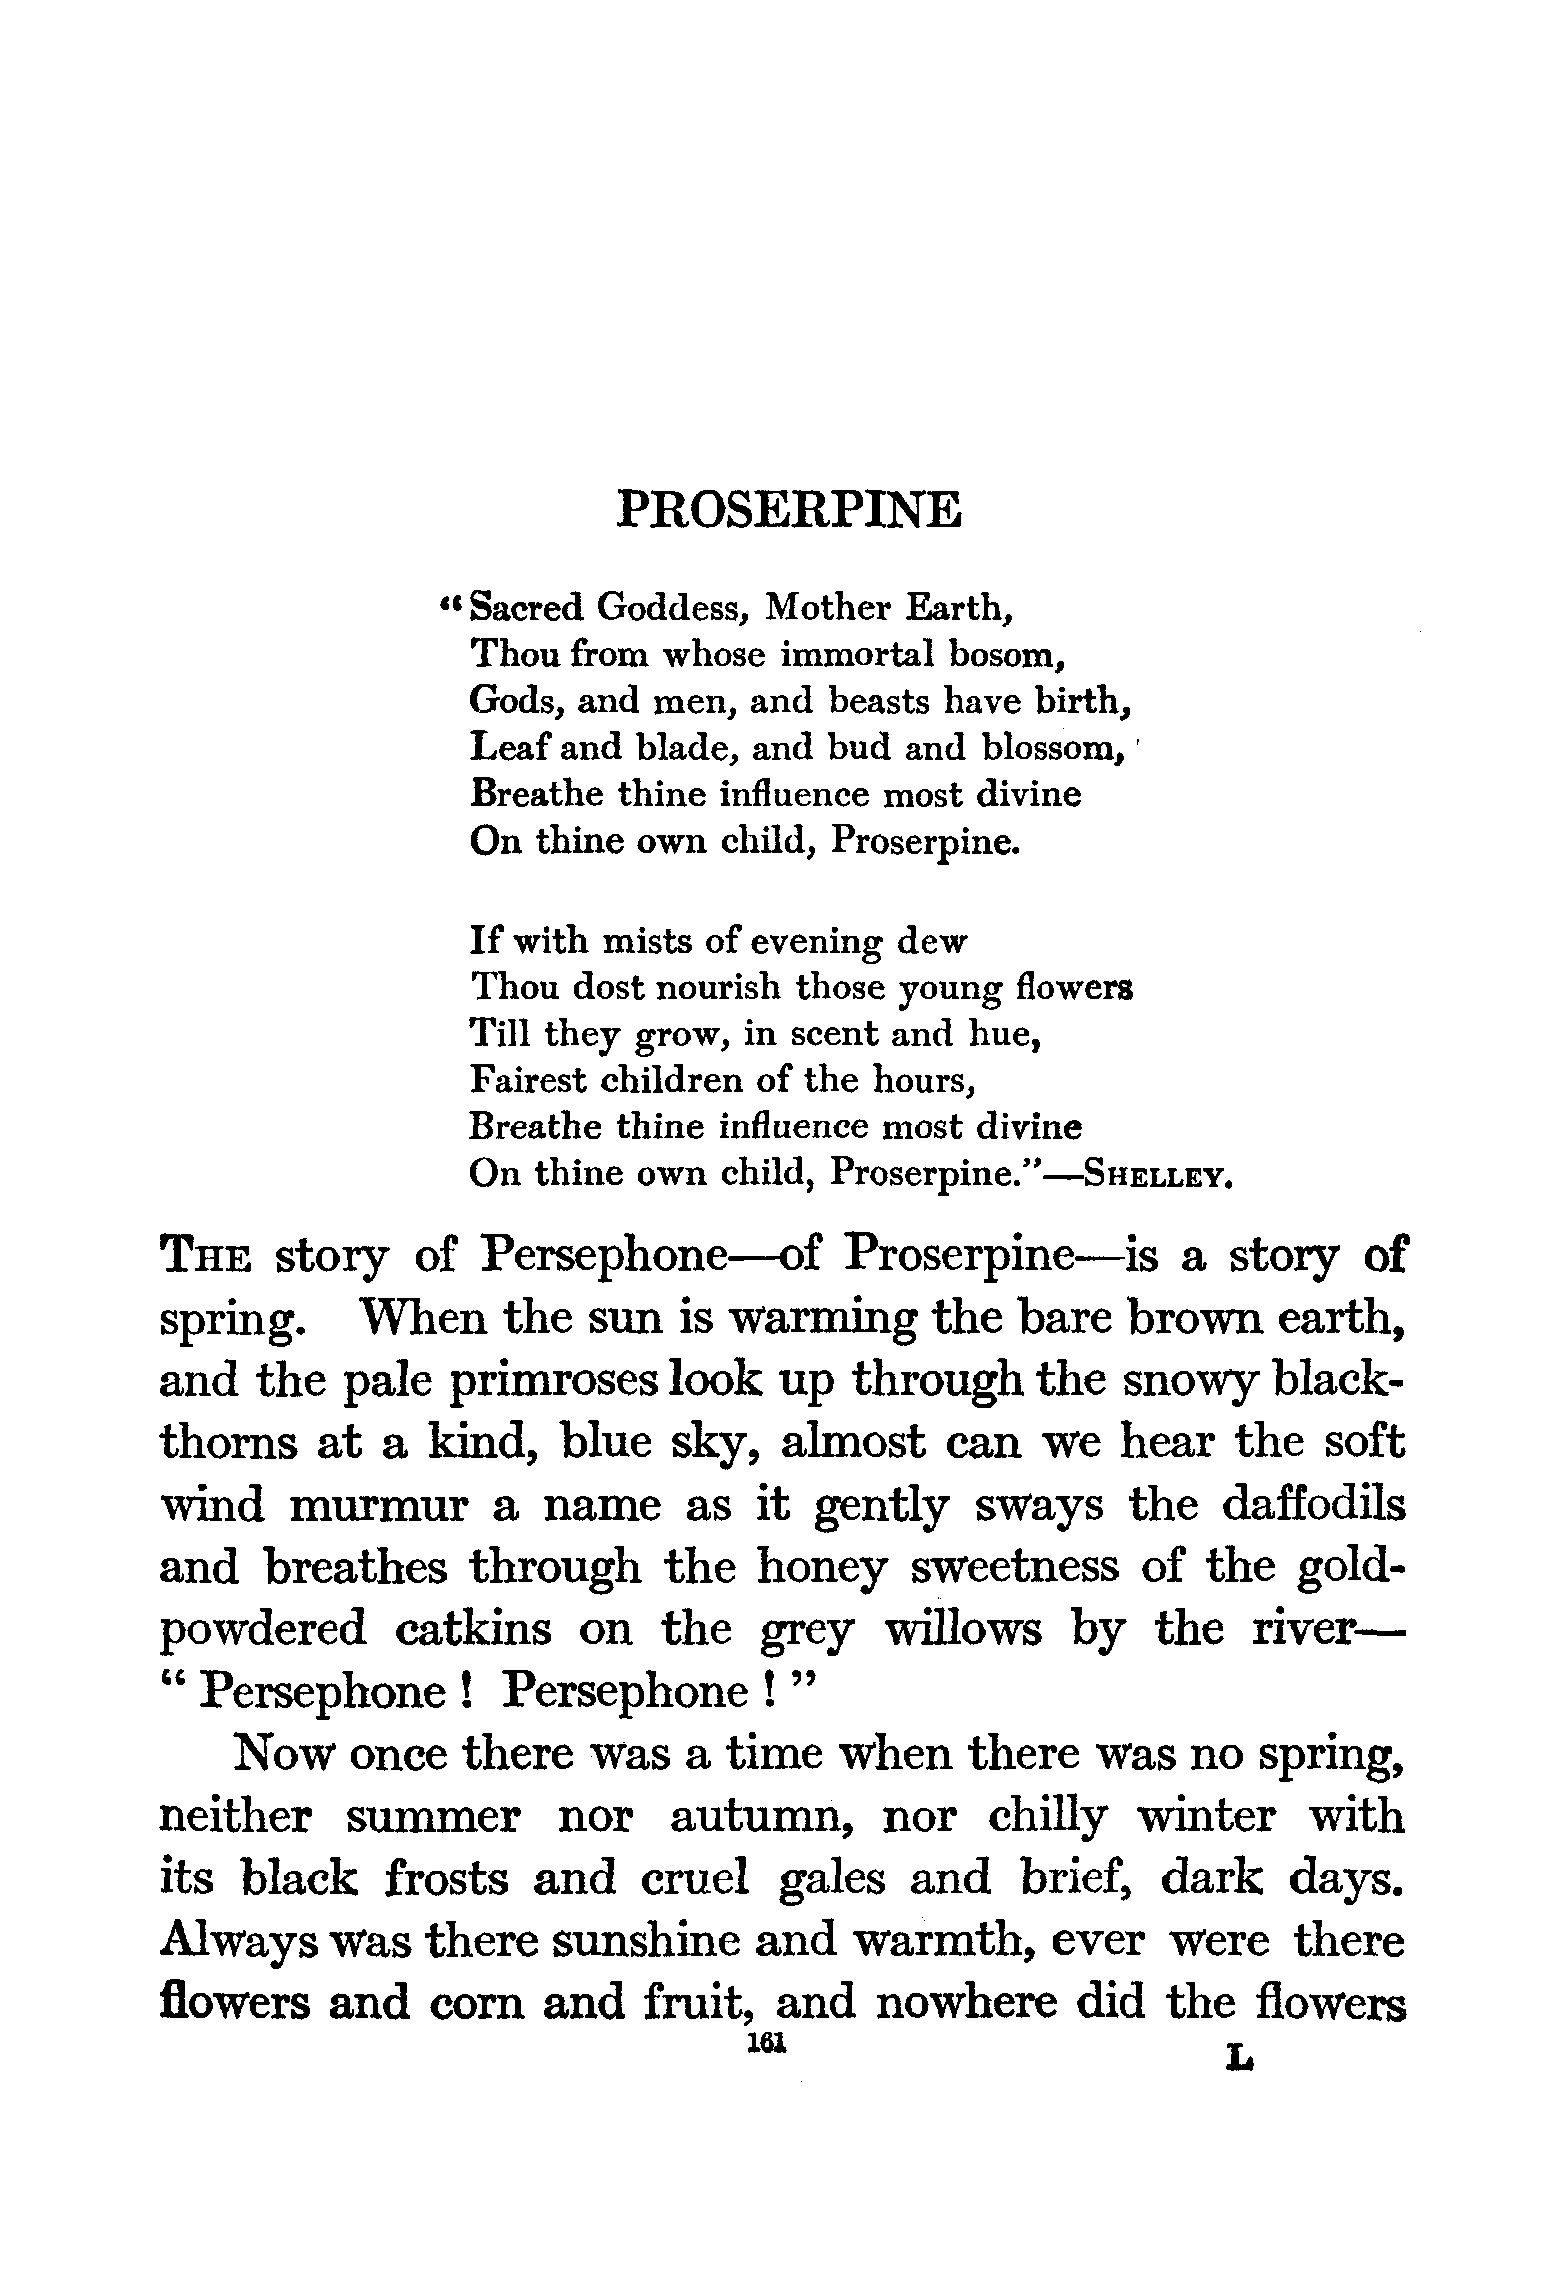 PROSERPINE
“Sacred Goddess, Mother Earth,
Thou from whose immortal bosom,
Gods, and men, and beasts have birth,
Leaf and blade, and bud and blossom,
Breathe thine influence most divine
On thine own child, Proserpine.
If with mists of evening dew
Thou dost nourish those young flowers
Till they grow, in scent and hue,
Fairest children of the hours,
Breathe thine influence most divine
On thine own child, Proserpine.”—SHELLEY.
THE story of Persephone—of Proserpine—is a story of
spring. When the sun is warming the bare brown earth,
and the pale primroses look up through the snowy black-
thorns at a kind, blue sky, almost can we hear the soft
wind murmur a name as it gently sways the daffodils
and breathes through the honey sweetness of the gold-
powdered catkins on the grey willows by the river—
“ Persephone ! Persephone ! ”
Now once there was a time when there was no spring,
neither summer nor autumn, nor chilly winter with
its black frosts and cruel gales and brief, dark days.
Always was there sunshine and warmth, ever were there
flowers and corn and fruit, and nowhere did the flowers
161
L